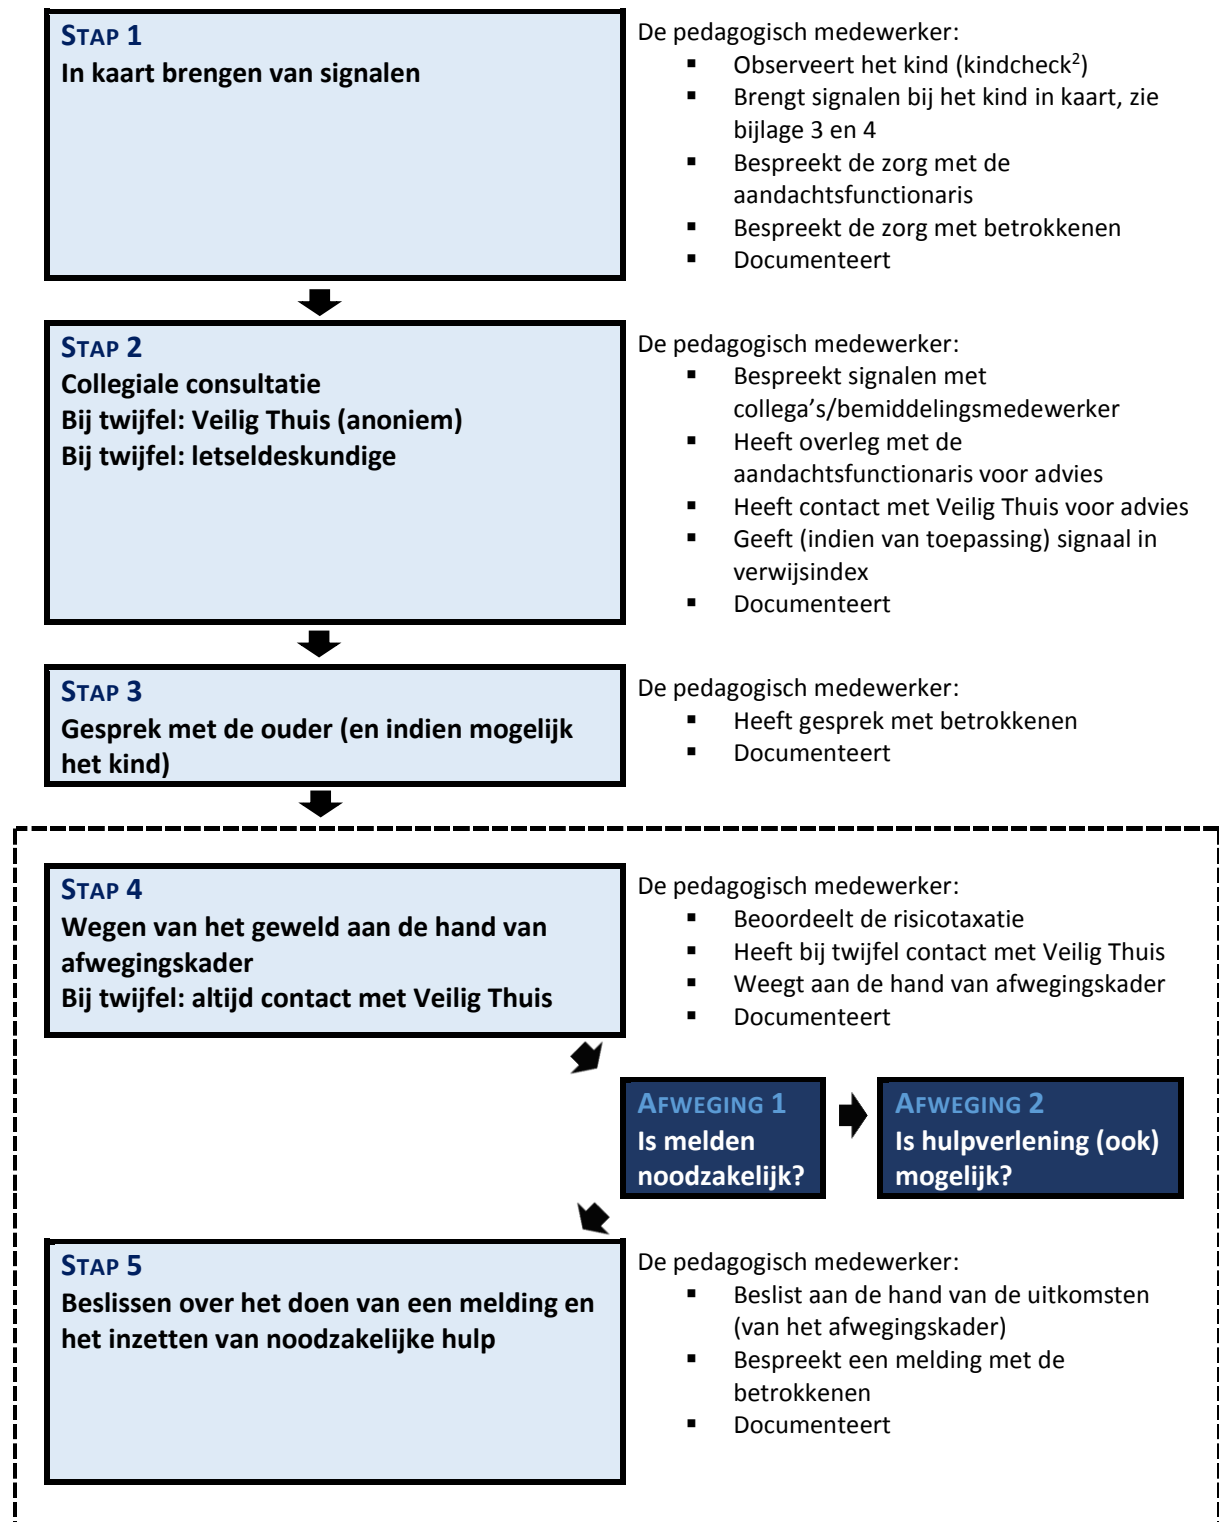 STAP 1
In kaart brengen van signalen
De pedagogisch medewerker:
▪ Observeert het kind (kindcheck²)
▪ Brengt signalen bij het kind in kaart, zie
bijlage 3 en 4
▪ Bespreekt de zorg met de
aandachtsfunctionaris
▪ Bespreekt de zorg met betrokkenen
▪ Documenteert
STAP 2
Collegiale consultatie
Bij twijfel: Veilig Thuis (anoniem)
Bij twijfel: letseldeskundige
De pedagogisch medewerker:
▪ Bespreekt signalen met
collega’s/bemiddelingsmedewerker
▪ Heeft overleg met de
aandachtsfunctionaris voor advies
▪ Heeft contact met Veilig Thuis voor advies
▪ Geeft (indien van toepassing) signaal in
verwijsindex
▪ Documenteert
STAP 3
Gesprek met de ouder (en indien mogelijk
het kind)
De pedagogisch medewerker:
▪ Heeft gesprek met betrokkenen
▪ Documenteert
STAP 4
Wegen van het geweld aan de hand van
afwegingskader
Bij twijfel: altijd contact met Veilig Thuis
De pedagogisch medewerker:
▪ Beoordeelt de risicotaxatie
▪ Heeft bij twijfel contact met Veilig Thuis
▪ Weegt aan de hand van afwegingskader
▪ Documenteert
AFWEGING 1
Is melden
noodzakelijk?
AFWEGING 2
Is hulpverlening (ook)
mogelijk?
STAP 5
Beslissen over het doen van een melding en
het inzetten van noodzakelijke hulp
De pedagogisch medewerker:
▪ Beslist aan de hand van de uitkomsten
(van het afwegingskader)
▪ Bespreekt een melding met de
betrokkenen
▪ Documenteert